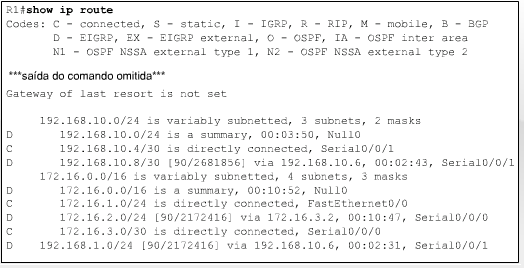 R1#show ip route
Codes: C - connected, S - static, I - IGRP, R - RIP, M - mobile, B - BGP
D - EIGRP, EX - EIGRP external, O - OSPF, IA - OSPF inter area
N1 - OSPF NSSA external type 1, N2 - OSPF NSSA external type 2
***saída do comando omitida***
Gateway of last resort is not set
192.168.10.0/24 is variably subnetted, 3 subnets, 2 masks
D 192.168.10.0/24 is a summary, 00:03:50, Null0
C 192.168.10.4/30 is directly connected, Serial0/0/1
D 192.168.10.8/30 [90/2681856] via 192.168.10.6, 00:02:43, Serial0/0/1
172.16.0.0/16 is variably subnetted, 4 subnets, 3 masks
D 172.16.0.0/16 is a summary, 00:10:52, Null0
C 172.16.1.0/24 is directly connected, FastEthernet0/0
D 172.16.2.0/24 [90/2172416] via 172.16.3.2, 00:10:47, Serial0/0/0
C 172.16.3.0/30 is directly connected, Serial0/0/0
D 192.168.1.0/24 [90/2172416] via 192.168.10.6, 00:02:31, Serial0/0/1